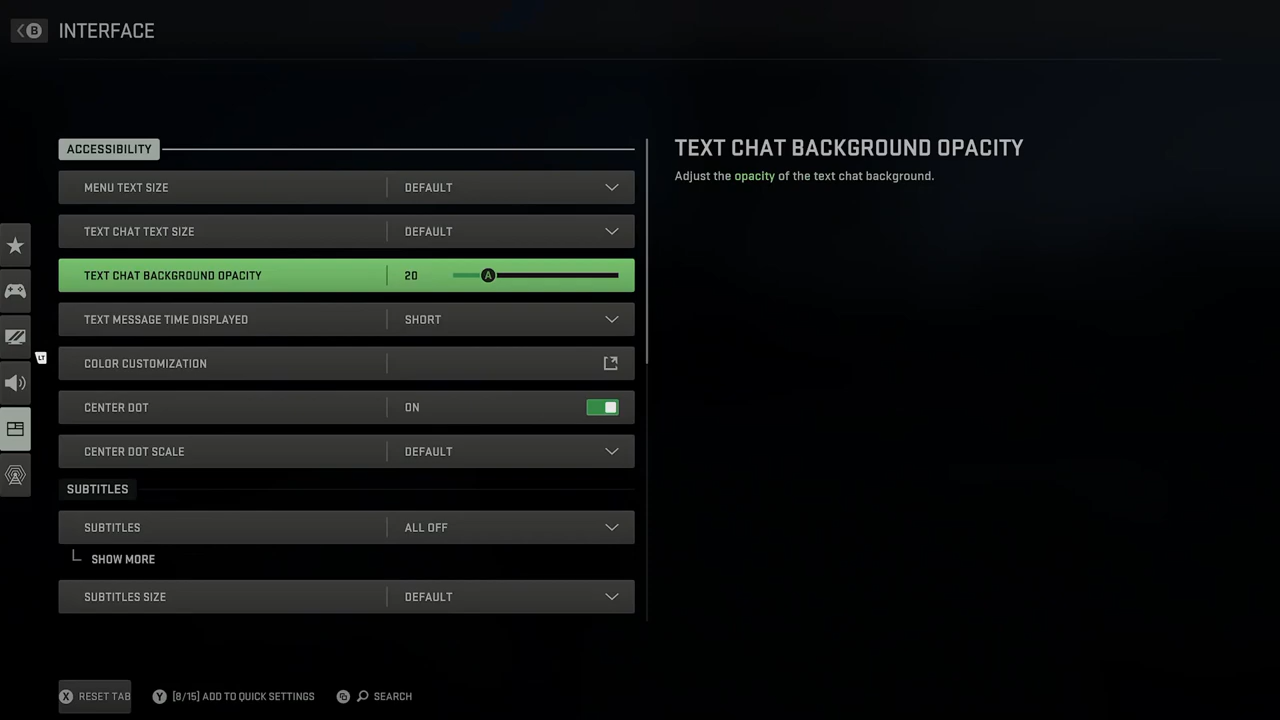 B INTERFACE
ACCESSIBILITY
MENU TEXT SIZE DEFAULT
TEXT CHAT TEXT SIZE DEFAULT
TEXT CHAT BACKGROUND OPACITY 20 A
TEXT MESSAGE TIME DISPLAYED SHORT
LT
COLOR CUSTOMIZATION
CENTER DOT ON
CENTER DOT SCALE DEFAULT
SUBTITLES
SUBTITLES ALL OFF
SHOW MORE
SUBTITLES SIZE DEFAULT
TEXT CHAT BACKGROUND OPACITY
Adjust the opacity of the text chat background.
X RESET TAB Y [8/15] ADD TO QUICK SETTINGS SEARCH